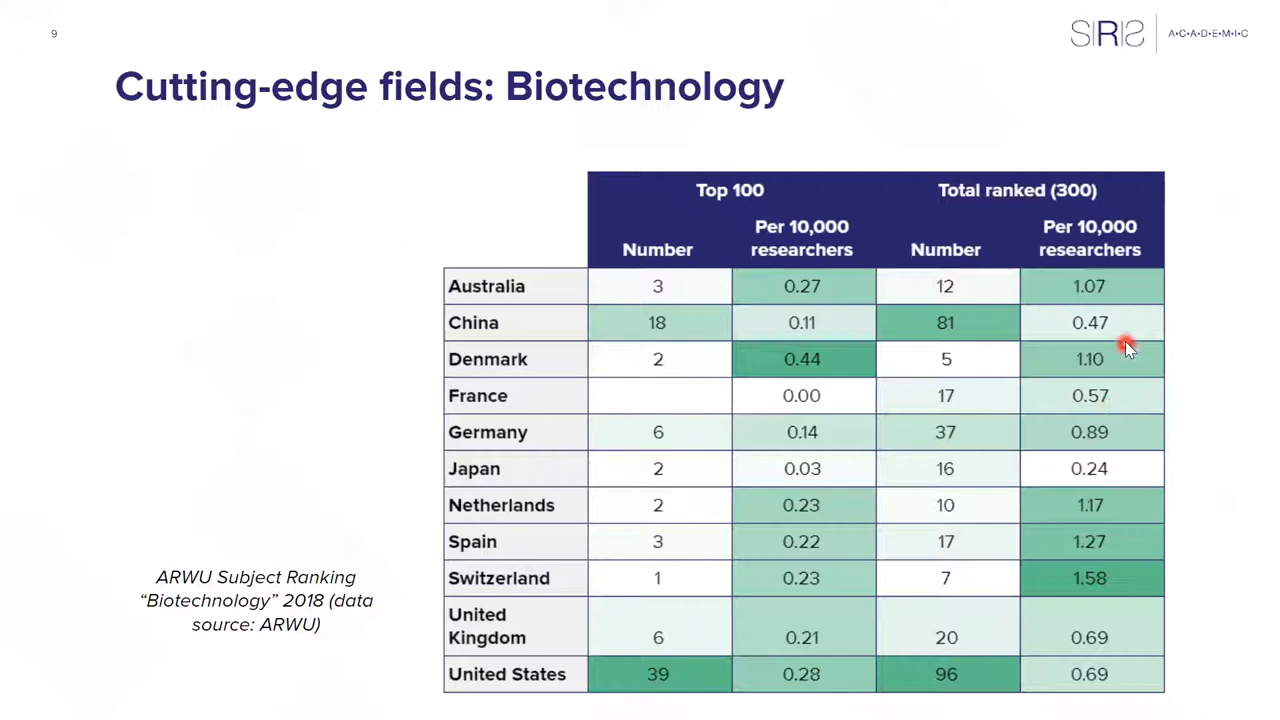 9
SIRIS A•C•A•D•E•M•I•C
Cutting-edge fields: Biotechnology
Top 100 Total ranked (300)
Number Per 10,000 researchers Number Per 10,000 researchers
Australia 3 0.27 12 1.07
China 18 0.11 81 0.47
Denmark 2 0.44 5 1.10
France 0.00 17 0.57
Germany 6 0.14 37 0.89
Japan 2 0.03 16 0.24
Netherlands 2 0.23 10 1.17
Spain 3 0.22 17 1.27
Switzerland 1 0.23 7 1.58
United Kingdom 6 0.21 20 0.69
United States 39 0.28 96 0.69
ARWU Subject Ranking
“Biotechnology” 2018 (data
source: ARWU)